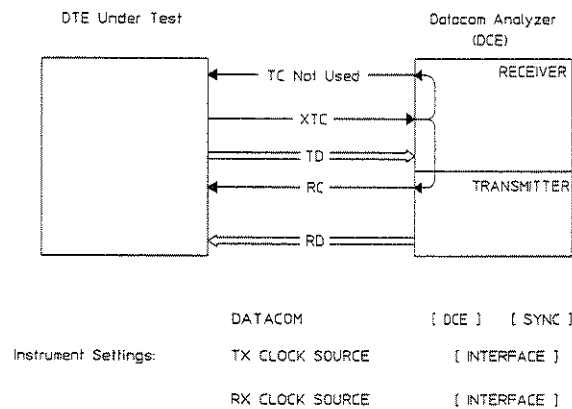 DTE Under Test
Datacom Analyzer
(DCE)
TC Not Used
RECEIVER
XTC
TD
RC
TRANSMITTER
RD
DATACOM [ DCE ] [ SYNC ]
Instrument Settings: TX CLOCK SOURCE [ INTERFACE ]
RX CLOCK SOURCE [ INTERFACE ]